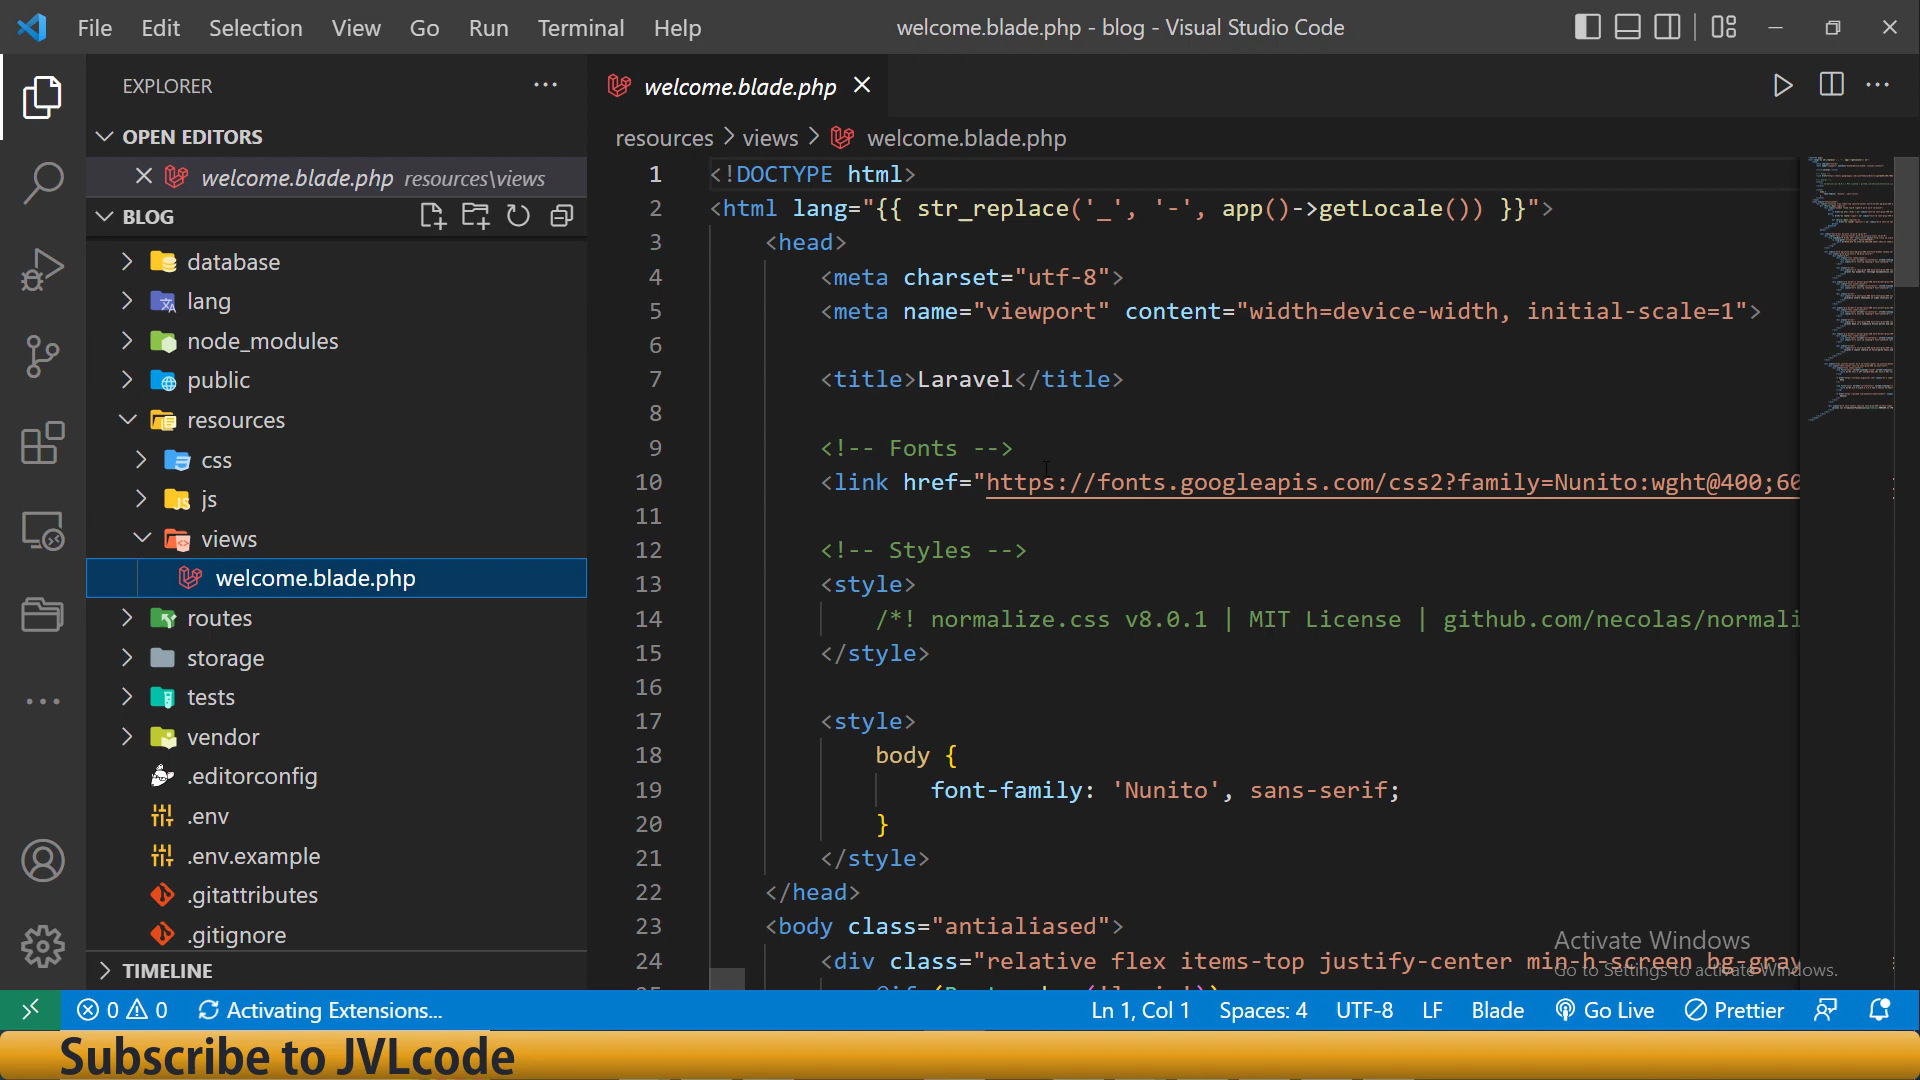 File Edit Selection View Go Run Terminal Help
welcome.blade.php - blog - Visual Studio Code
EXPLORER
OPEN EDITORS
welcome.blade.php resources\views
BLOG
database
lang
node_modules
public
resources
css
js
views
welcome.blade.php
routes
storage
tests
vendor
.editorconfig
.env
.env.example
.gitattributes
.gitignore
TIMELINE
welcome.blade.php
resources > views > welcome.blade.php
1 <!DOCTYPE html>
2 <html lang="{{ str_replace('_', '-', app()->getLocale()) }}">
3 <head>
4 <meta charset="utf-8">
5 <meta name="viewport" content="width=device-width, initial-scale=1">
6
7 <title>Laravel</title>
8
9 <!-- Fonts -->
10 <link href="https://fonts.googleapis.com/css2?family=Nunito:wght@400;60
11
12 <!-- Styles -->
13 <style>
14 /*! normalize.css v8.0.1 | MIT License | github.com/necolas/normali
15 </style>
16
17 <style>
18 body {
19 font-family: 'Nunito', sans-serif;
20 }
21 </style>
22 </head>
23 <body class="antialiased">
24 <div class="relative flex items-top justify-center min-h-screen bg-gray
Activate Windows
Go to Settings to activate Windows.
0 0 Activating Extensions...
Ln 1, Col 1 Spaces: 4 UTF-8 LF Blade Go Live Prettier
Subscribe to JVLcode